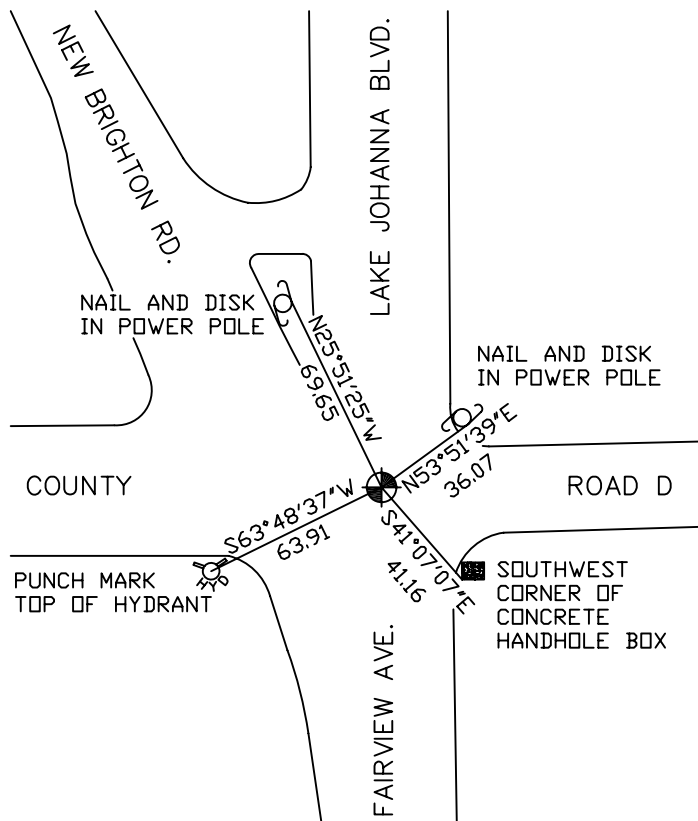 NEW BRIGHTON RD.
LAKE JOHANNA BLVD.
NAIL AND DISK
IN POWER POLE
N25°51'25"W
69.65
NAIL AND DISK
IN POWER POLE
N53°51'39"E
36.07
COUNTY
ROAD D
S63°48'37"W
63.91
S41°07'07"E
41.16
HYD
PUNCH MARK
TOP OF HYDRANT
SOUTHWEST
CORNER OF
CONCRETE
HANDHOLE BOX
FAIRVIEW AVE.